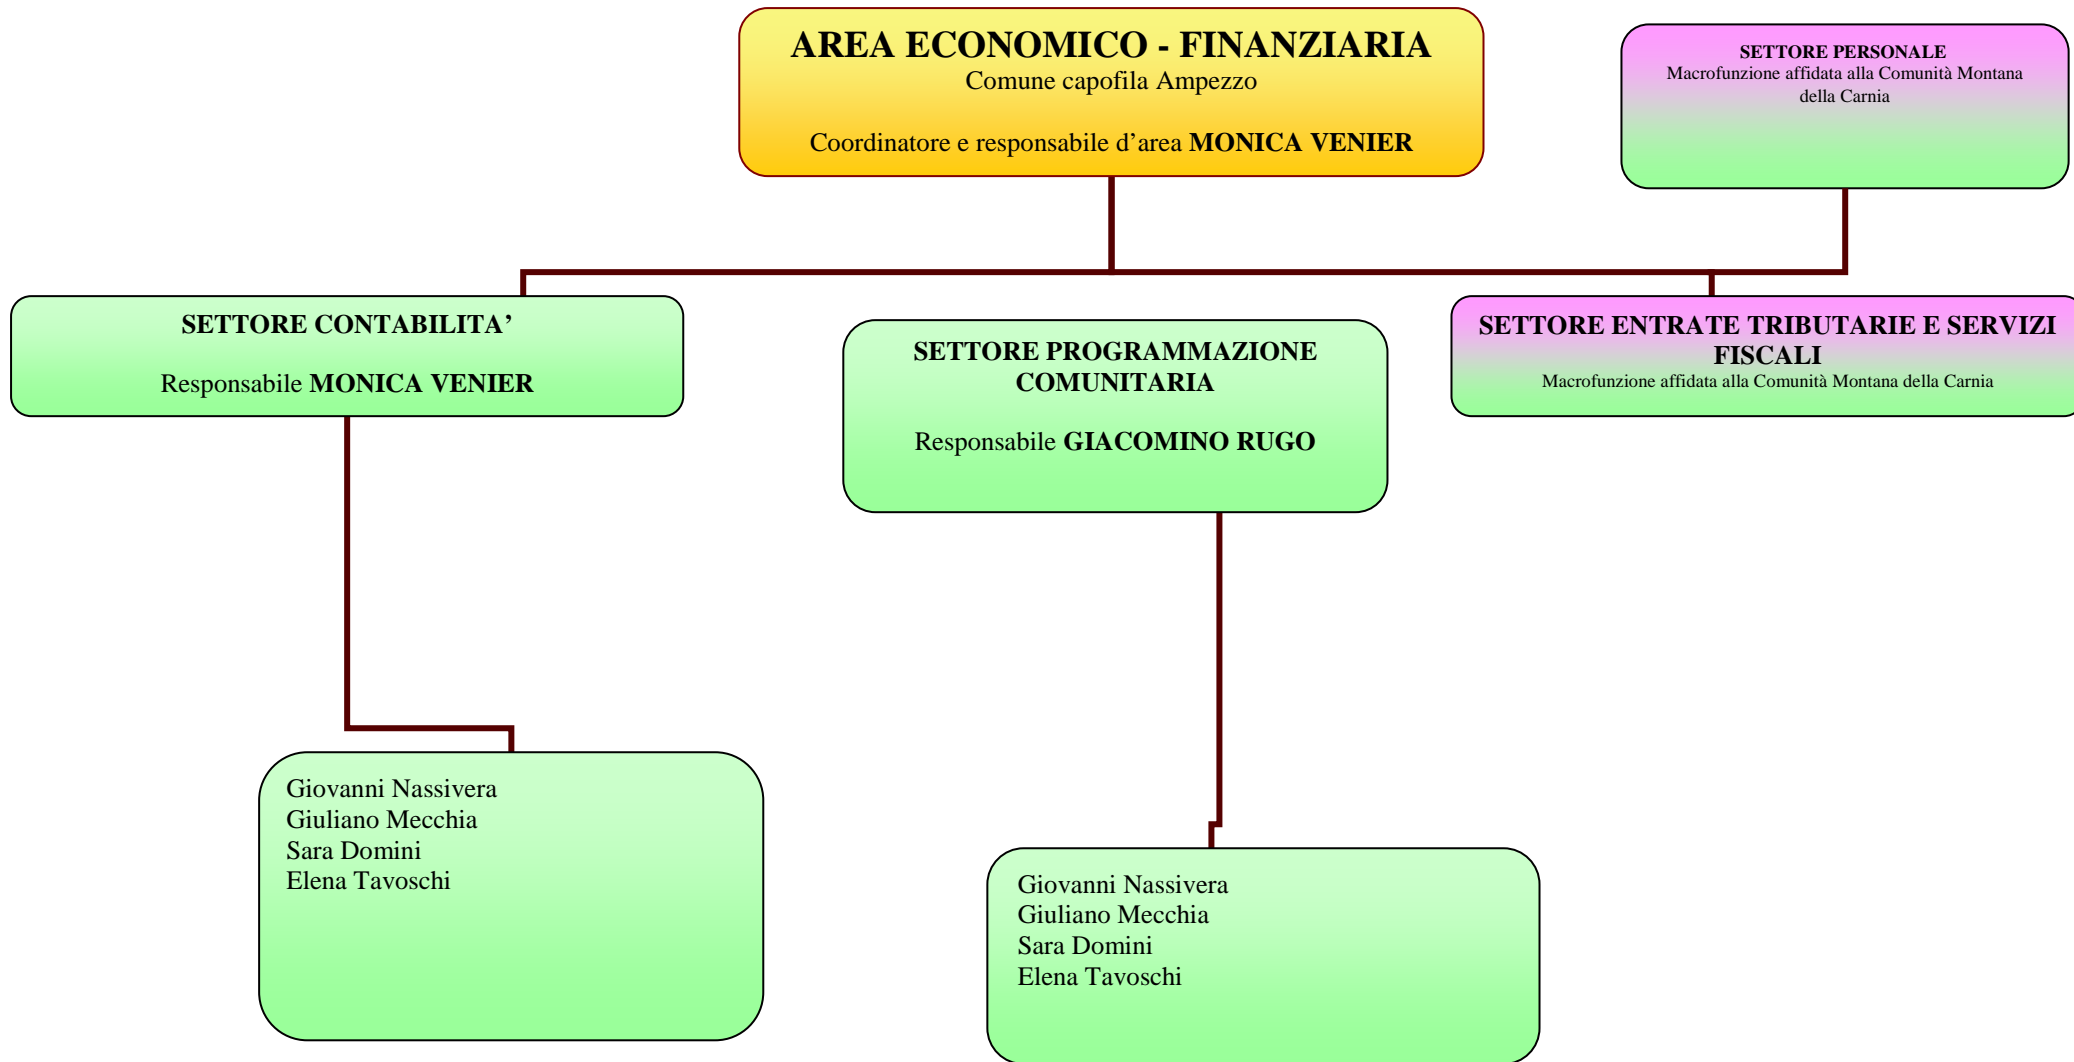 AREA ECONOMICO - FINANZIARIA
Comune capofila Ampezzo
Coordinatore e responsabile d’area MONICA VENIER
SETTORE PERSONALE
Macrofunzione affidata alla Comunità Montana
della Carnia
SETTORE CONTABILITA’
Responsabile MONICA VENIER
SETTORE PROGRAMMAZIONE
COMUNITARIA
Responsabile GIACOMINO RUGO
SETTORE ENTRATE TRIBUTARIE E SERVIZI
FISCALI
Macrofunzione affidata alla Comunità Montana della Carnia
Giovanni Nassivera
Giuliano Mecchia
Sara Domini
Elena Tavoschi
Giovanni Nassivera
Giuliano Mecchia
Sara Domini
Elena Tavoschi